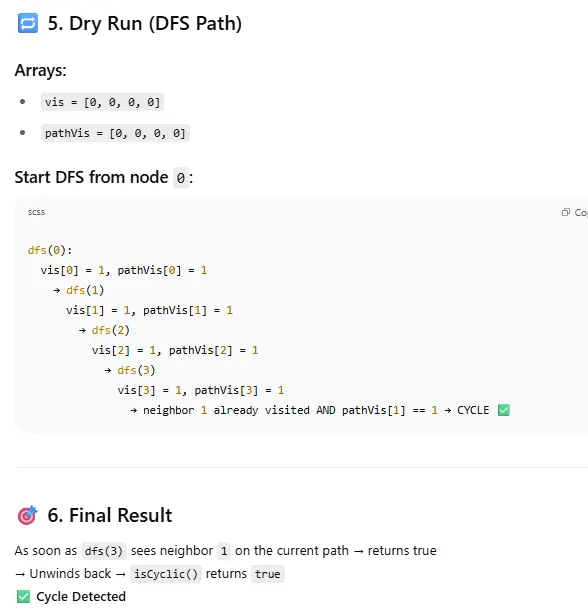 🔁 5. Dry Run (DFS Path)
Arrays:
• vis = [0, 0, 0, 0]
• pathVis = [0, 0, 0, 0]
Start DFS from node 0:
scss
dfs(0):
vis[0] = 1, pathVis[0] = 1
→ dfs(1)
vis[1] = 1, pathVis[1] = 1
→ dfs(2)
vis[2] = 1, pathVis[2] = 1
→ dfs(3)
vis[3] = 1, pathVis[3] = 1
→ neighbor 1 already visited AND pathVis[1] == 1 → CYCLE ✅
🎯 6. Final Result
As soon as dfs(3) sees neighbor 1 on the current path → returns true
→ Unwinds back → isCyclic() returns true
✅ Cycle Detected